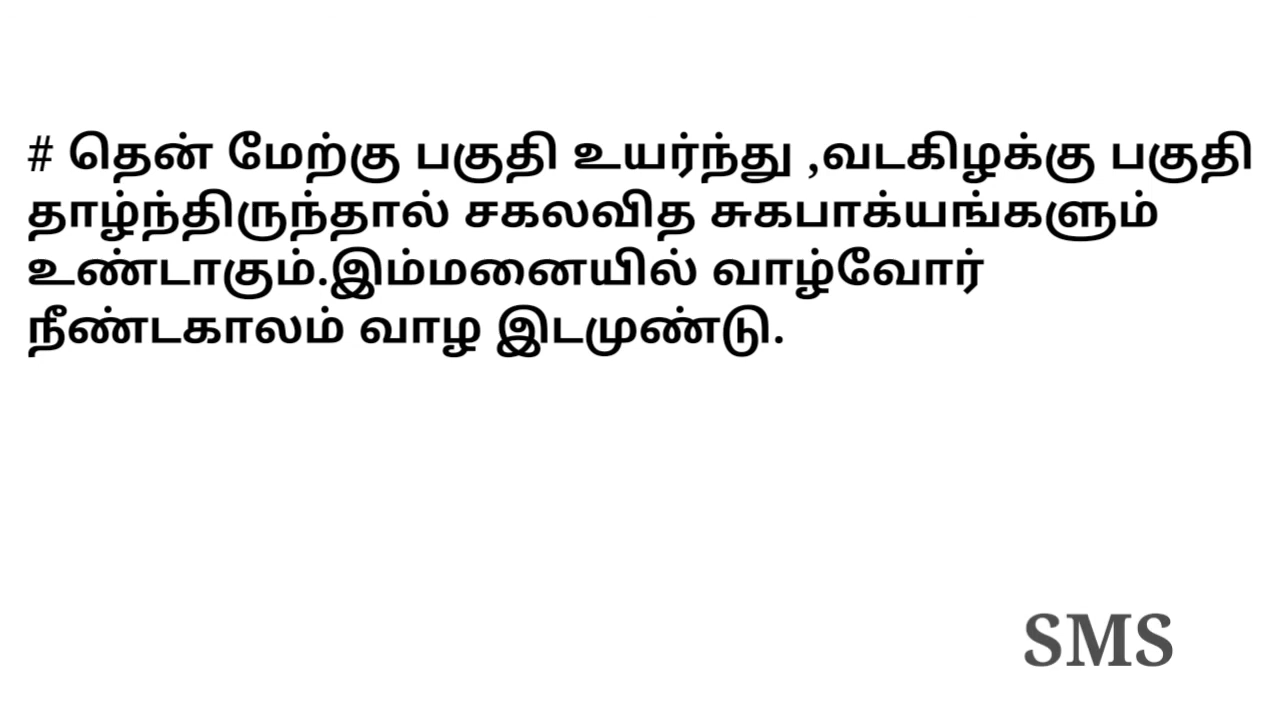 # தென் மேற்கு பகுதி உயர்ந்து ,வடகிழக்கு பகுதி
தாழ்ந்திருந்தால் சகலவித சுகபாக்யங்களும்
உண்டாகும்.இம்மனையில் வாழ்வோர்
நீண்டகாலம் வாழ இடமுண்டு.
SMS